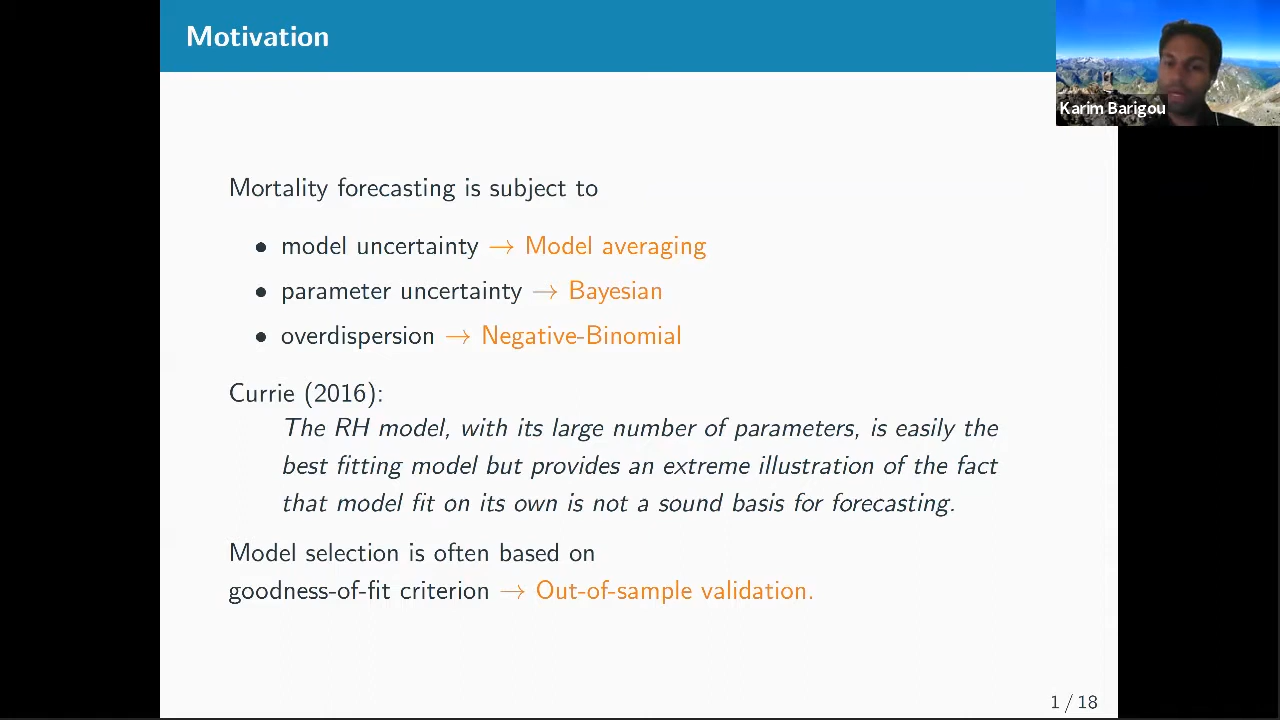 Motivation
Karim Barigou
Mortality forecasting is subject to
• model uncertainty → Model averaging
• parameter uncertainty → Bayesian
• overdispersion → Negative-Binomial
Currie (2016):
The RH model, with its large number of parameters, is easily the
best fitting model but provides an extreme illustration of the fact
that model fit on its own is not a sound basis for forecasting.
Model selection is often based on
goodness-of-fit criterion → Out-of-sample validation.
1 / 18